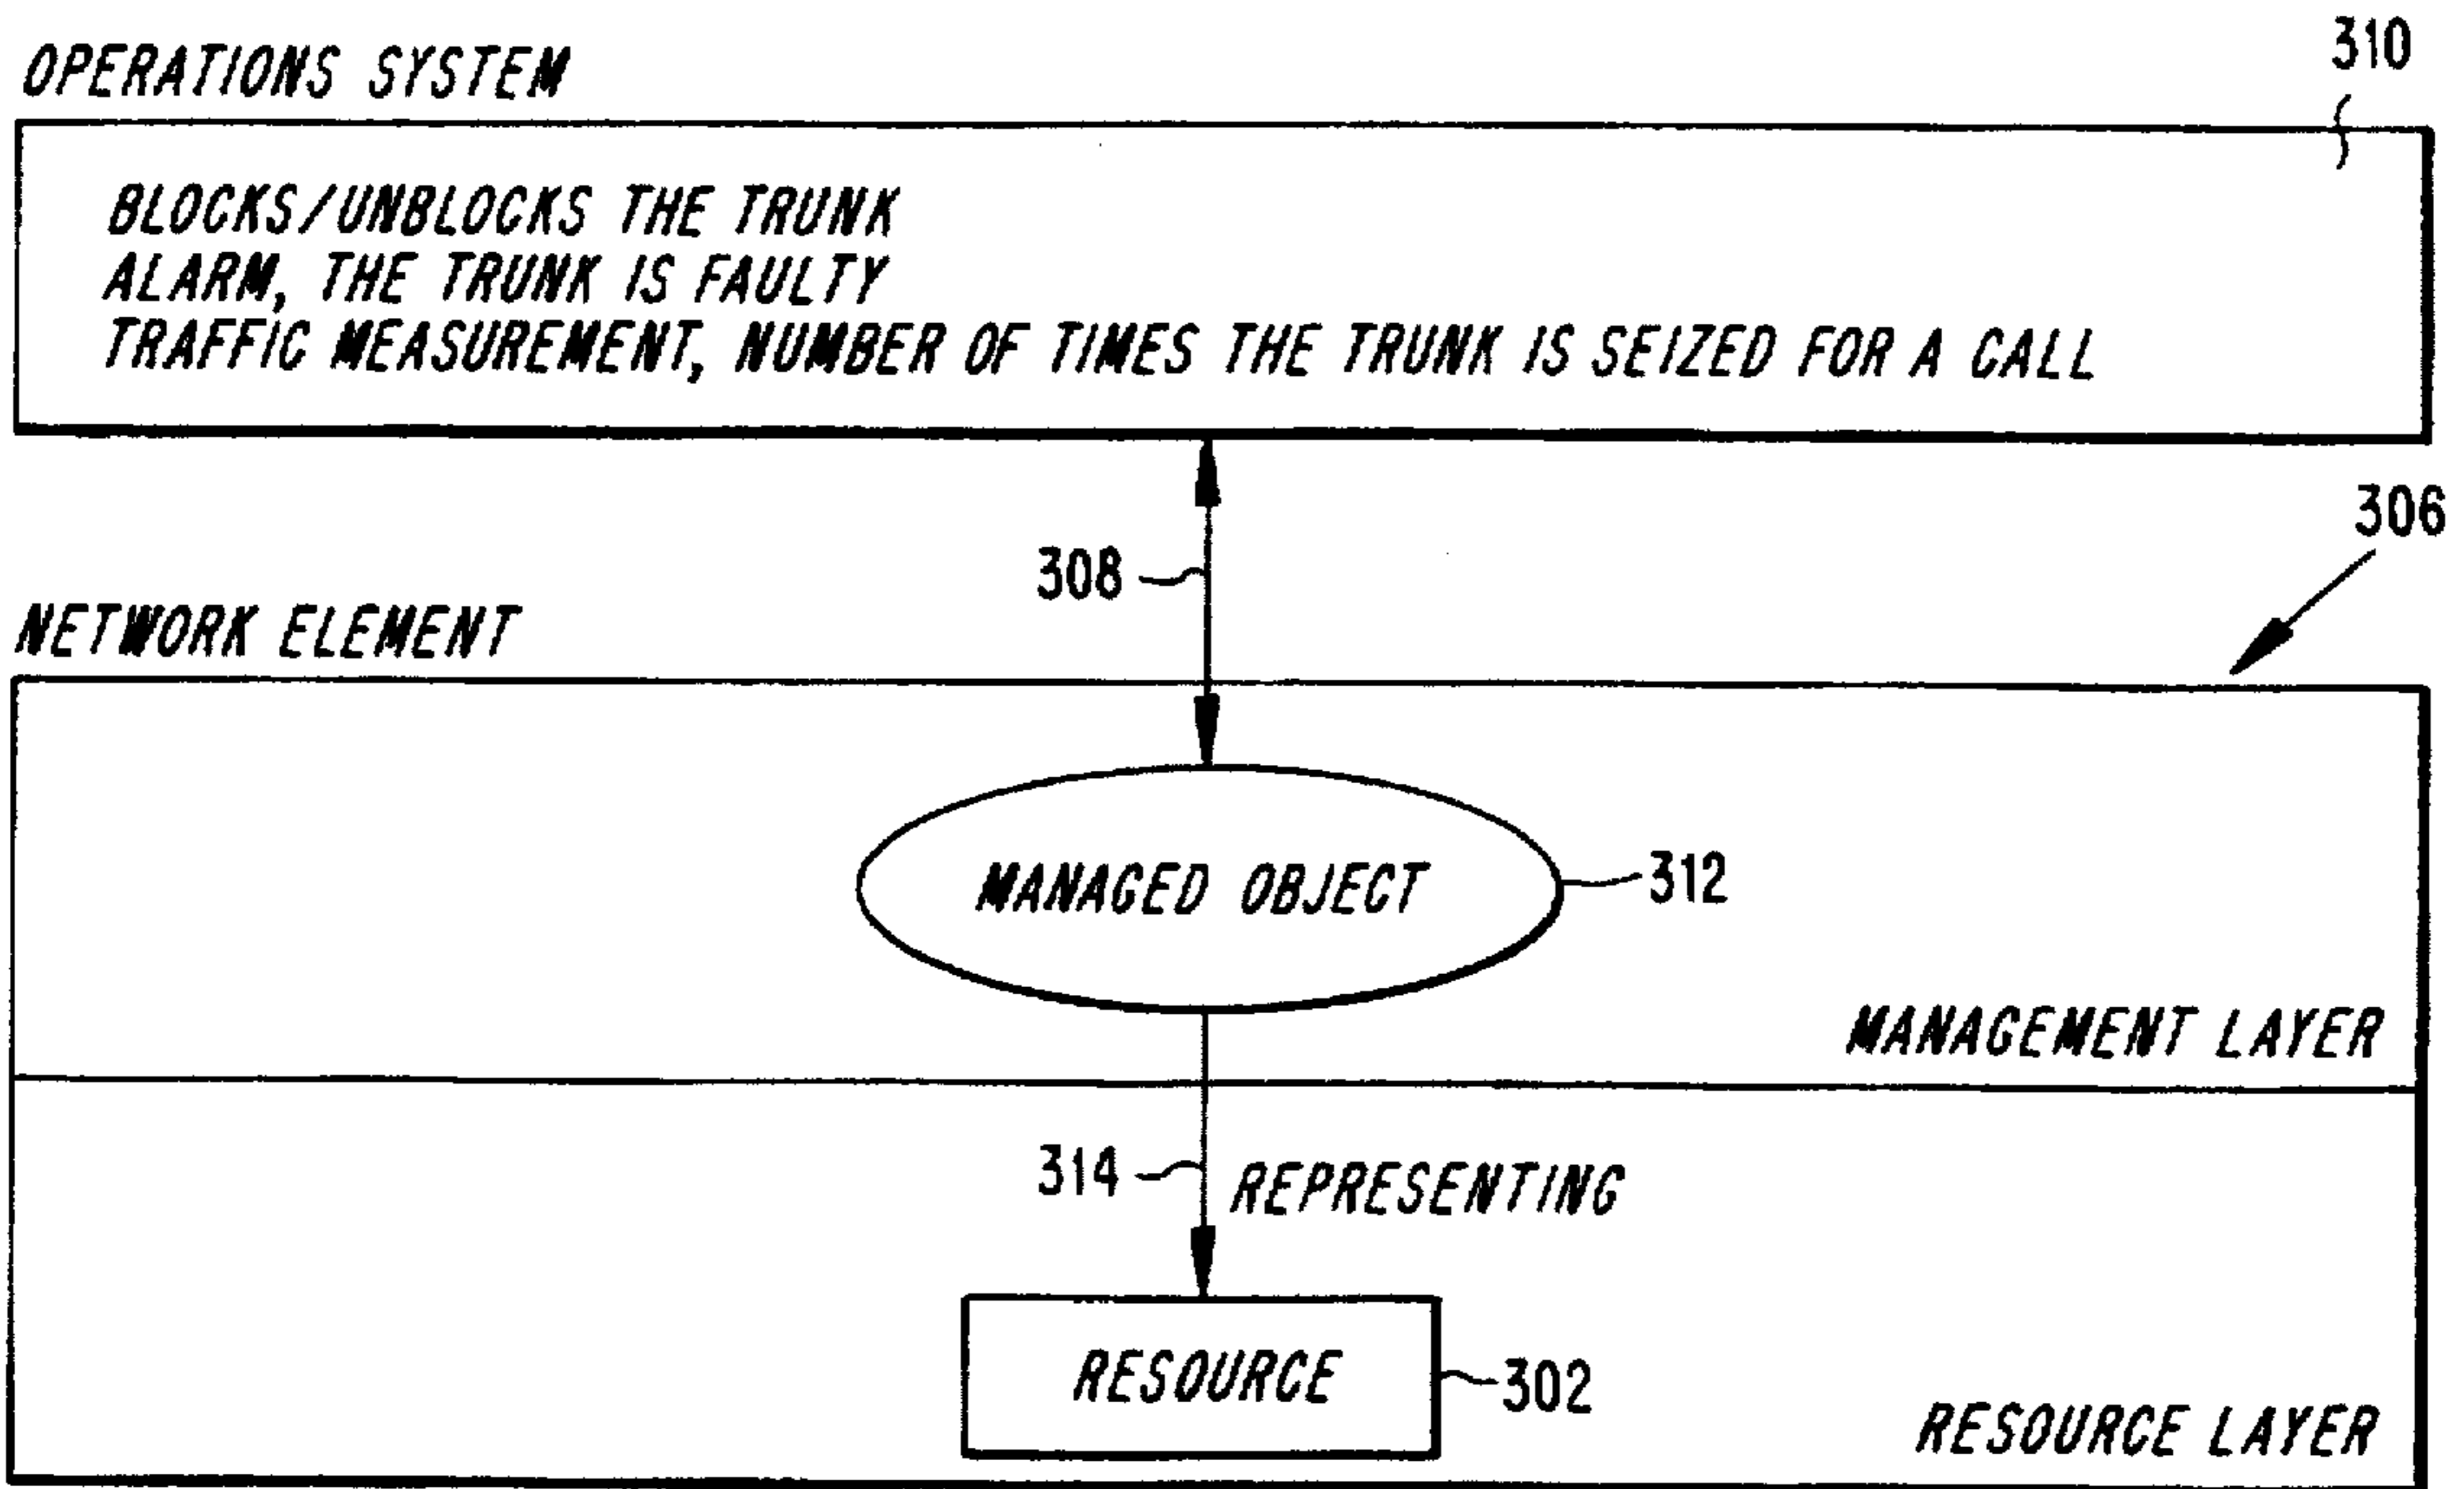 310
OPERATIONS SYSTEM
BLOCKS/UNBLOCKS THE TRUNK
ALARM, THE TRUNK IS FAULTY
TRAFFIC MEASUREMENT, NUMBER OF TIMES THE TRUNK IS SEIZED FOR A CALL
306
308
NETWORK ELEMENT
MANAGED OBJECT
312
MANAGEMENT LAYER
314
REPRESENTING
RESOURCE
302
RESOURCE LAYER